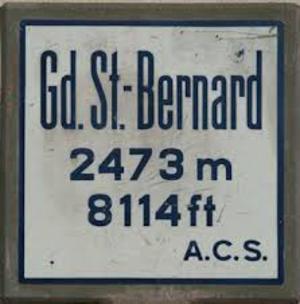 Gd. St.-Bernard
2473 m
8114 ft
A.C.S.